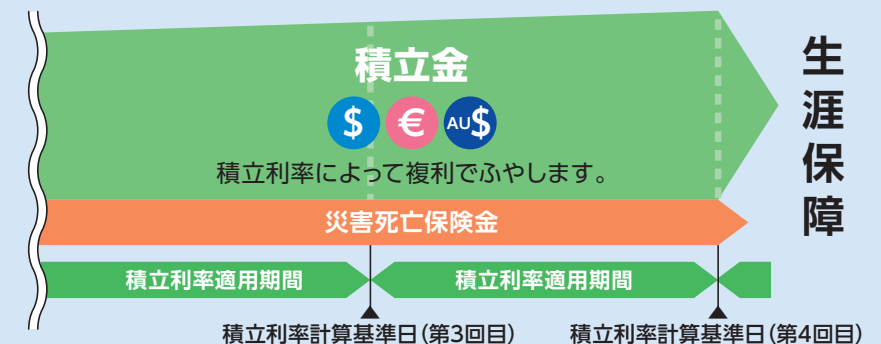 積立金
$ € AU$
積立利率によって複利でふやします。
生涯保障
災害死亡保険金
積立利率適用期間 積立利率適用期間
積立利率計算基準日(第3回目) 積立利率計算基準日(第4回目)